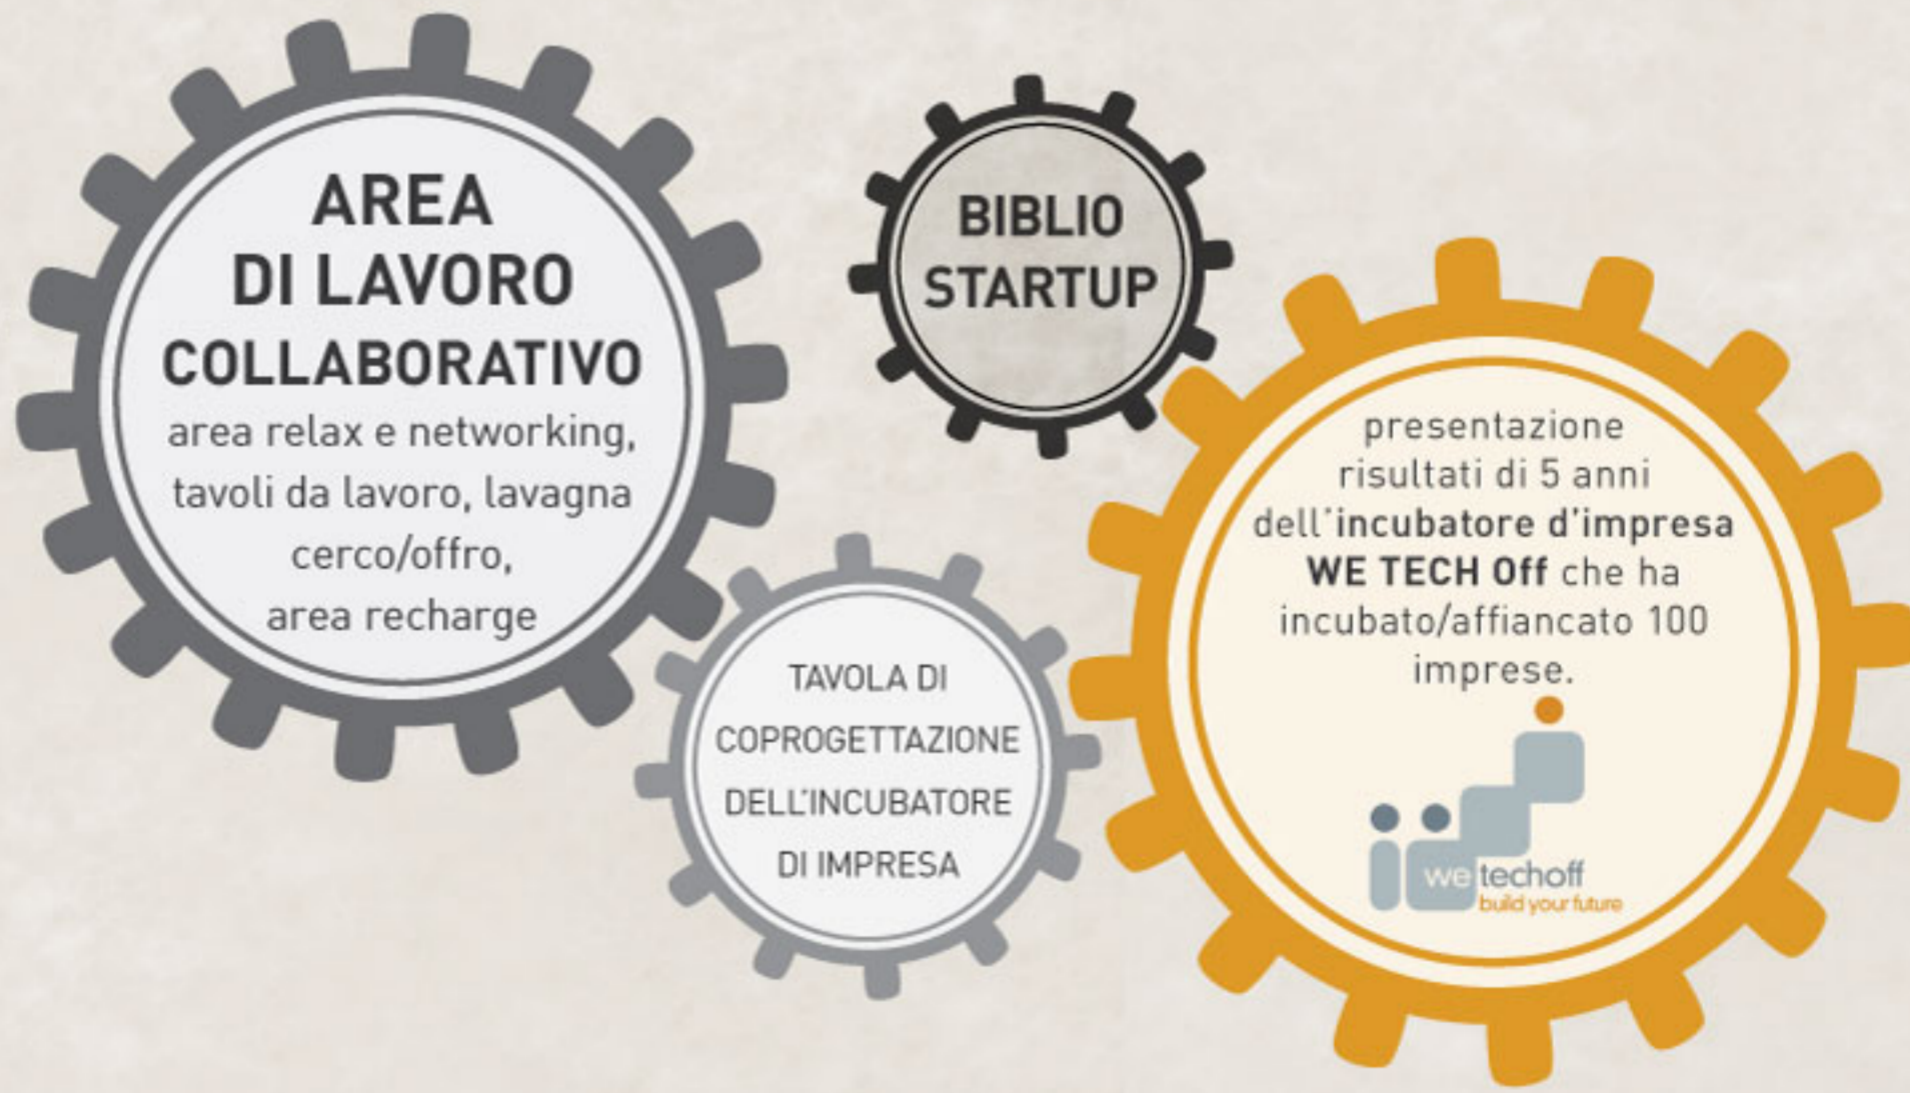 AREA
DI LAVORO
COLLABORATIVO
area relax e networking,
tavoli da lavoro, lavagna
cerco/offro,
area recharge
BIBLIO
STARTUP
TAVOLA DI
COPROGETTAZIONE
DELL'INCUBATORE
DI IMPRESA
presentazione
risultati di 5 anni
dell'incubatore d'impresa
WE TECH Off che ha
incubato/affiancato 100
imprese.
we techoff
build your future